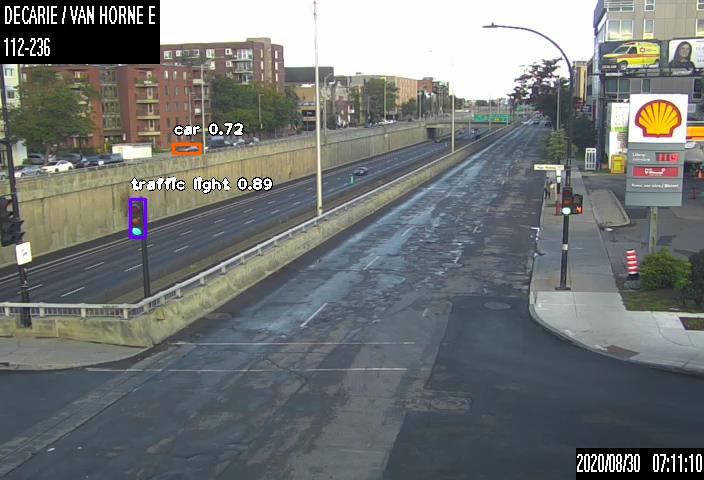 DECARIE / VAN HORNE E
112-236
car 0.72
traffic light 0.89
Shell
2020/08/30 07:11:10